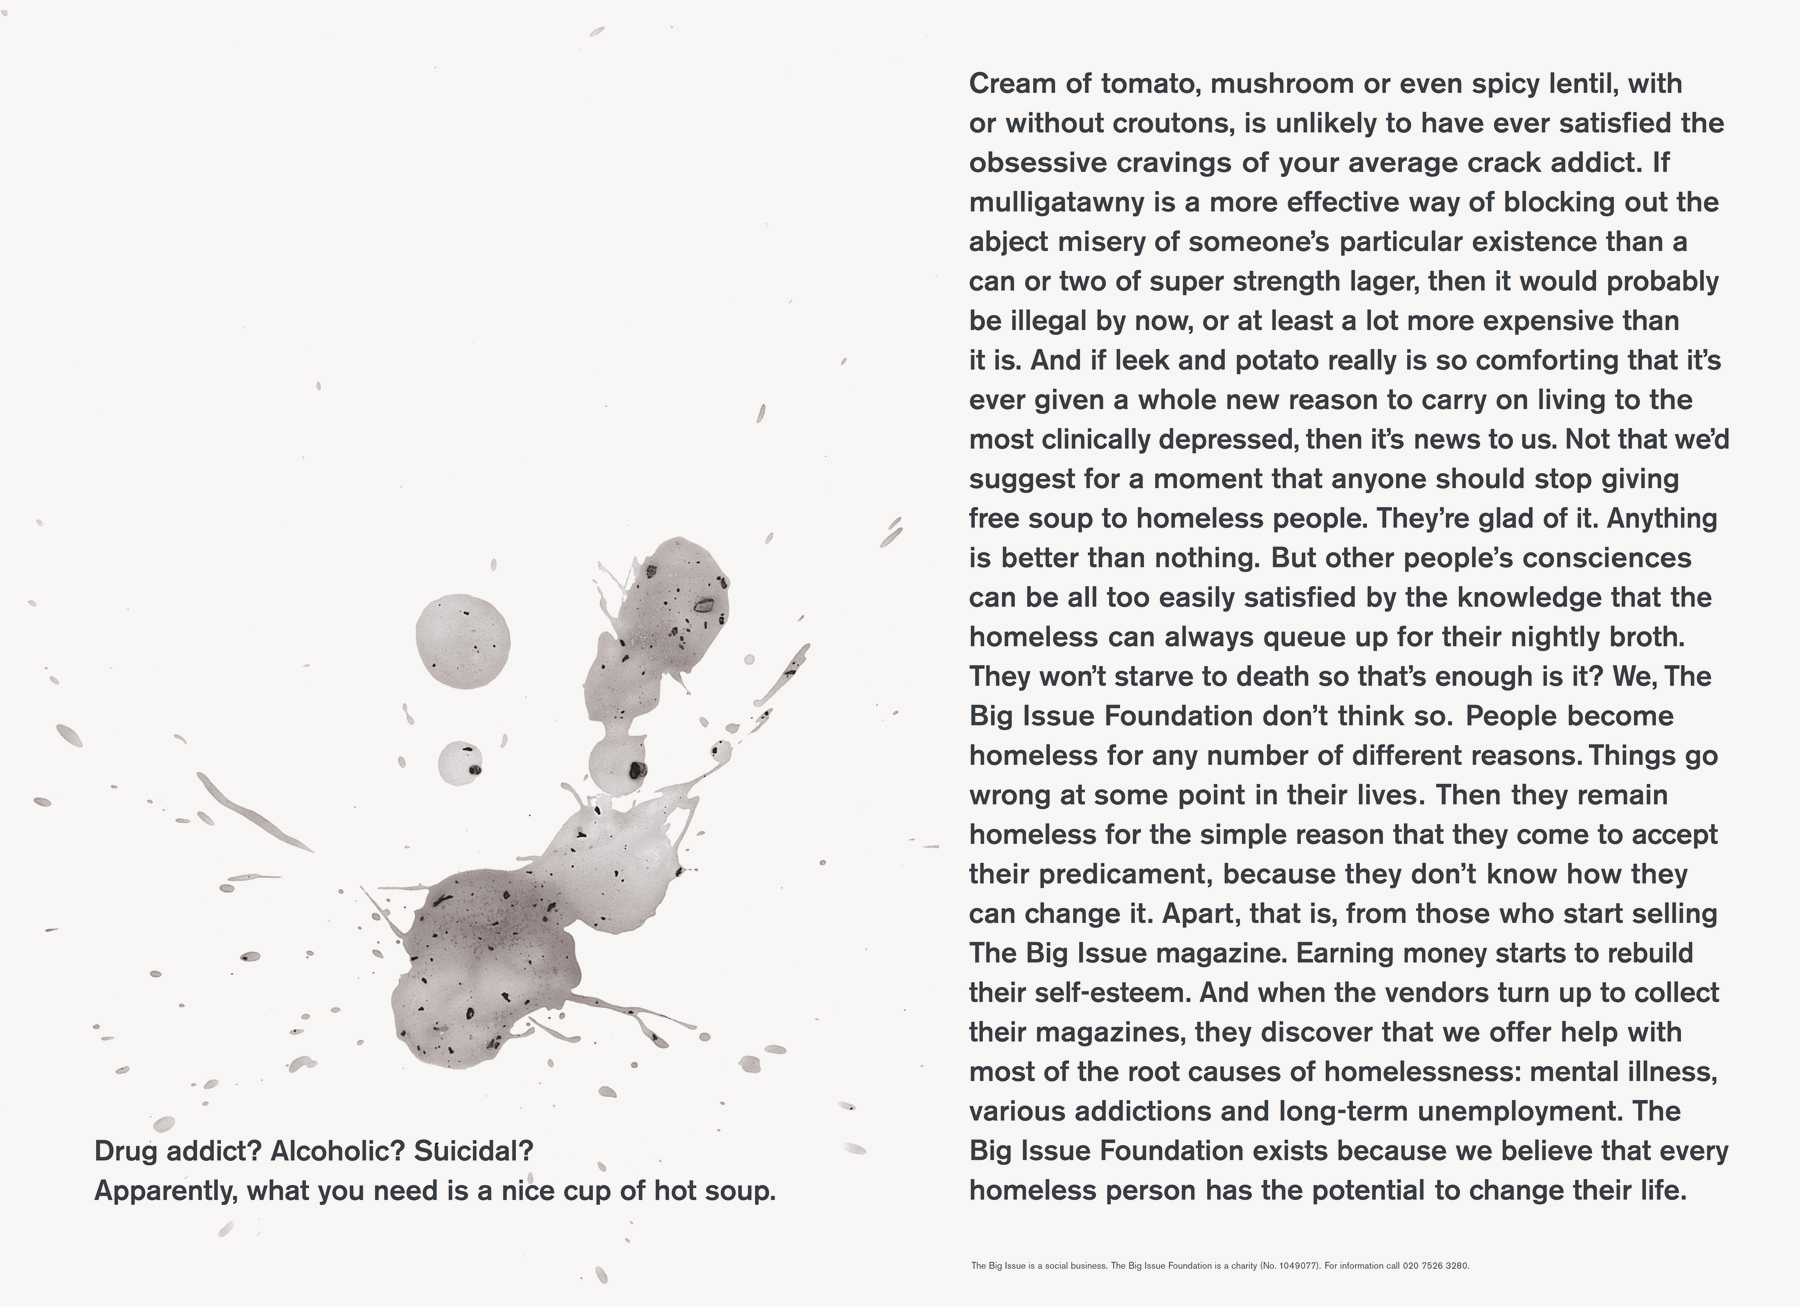 Drug addict? Alcoholic? Suicidal?
Apparently, what you need is a nice cup of hot soup.
Cream of tomato, mushroom or even spicy lentil, with
or without croutons, is unlikely to have ever satisfied the
obsessive cravings of your average crack addict. If
mulligatawny is a more effective way of blocking out the
abject misery of someone’s particular existence than a
can or two of super strength lager, then it would probably
be illegal by now, or at least a lot more expensive than
it is. And if leek and potato really is so comforting that it’s
ever given a whole new reason to carry on living to the
most clinically depressed, then it’s news to us. Not that we’d
suggest for a moment that anyone should stop giving
free soup to homeless people. They’re glad of it. Anything
is better than nothing. But other people’s consciences
can be all too easily satisfied by the knowledge that the
homeless can always queue up for their nightly broth.
They won’t starve to death so that’s enough is it? We, The
Big Issue Foundation don’t think so. People become
homeless for any number of different reasons. Things go
wrong at some point in their lives. Then they remain
homeless for the simple reason that they come to accept
their predicament, because they don’t know how they
can change it. Apart, that is, from those who start selling
The Big Issue magazine. Earning money starts to rebuild
their self-esteem. And when the vendors turn up to collect
their magazines, they discover that we offer help with
most of the root causes of homelessness: mental illness,
various addictions and long-term unemployment. The
Big Issue Foundation exists because we believe that every
homeless person has the potential to change their life.
The Big Issue is a social business. The Big Issue Foundation is a charity (No. 1049077). For information call 020 7526 3280.